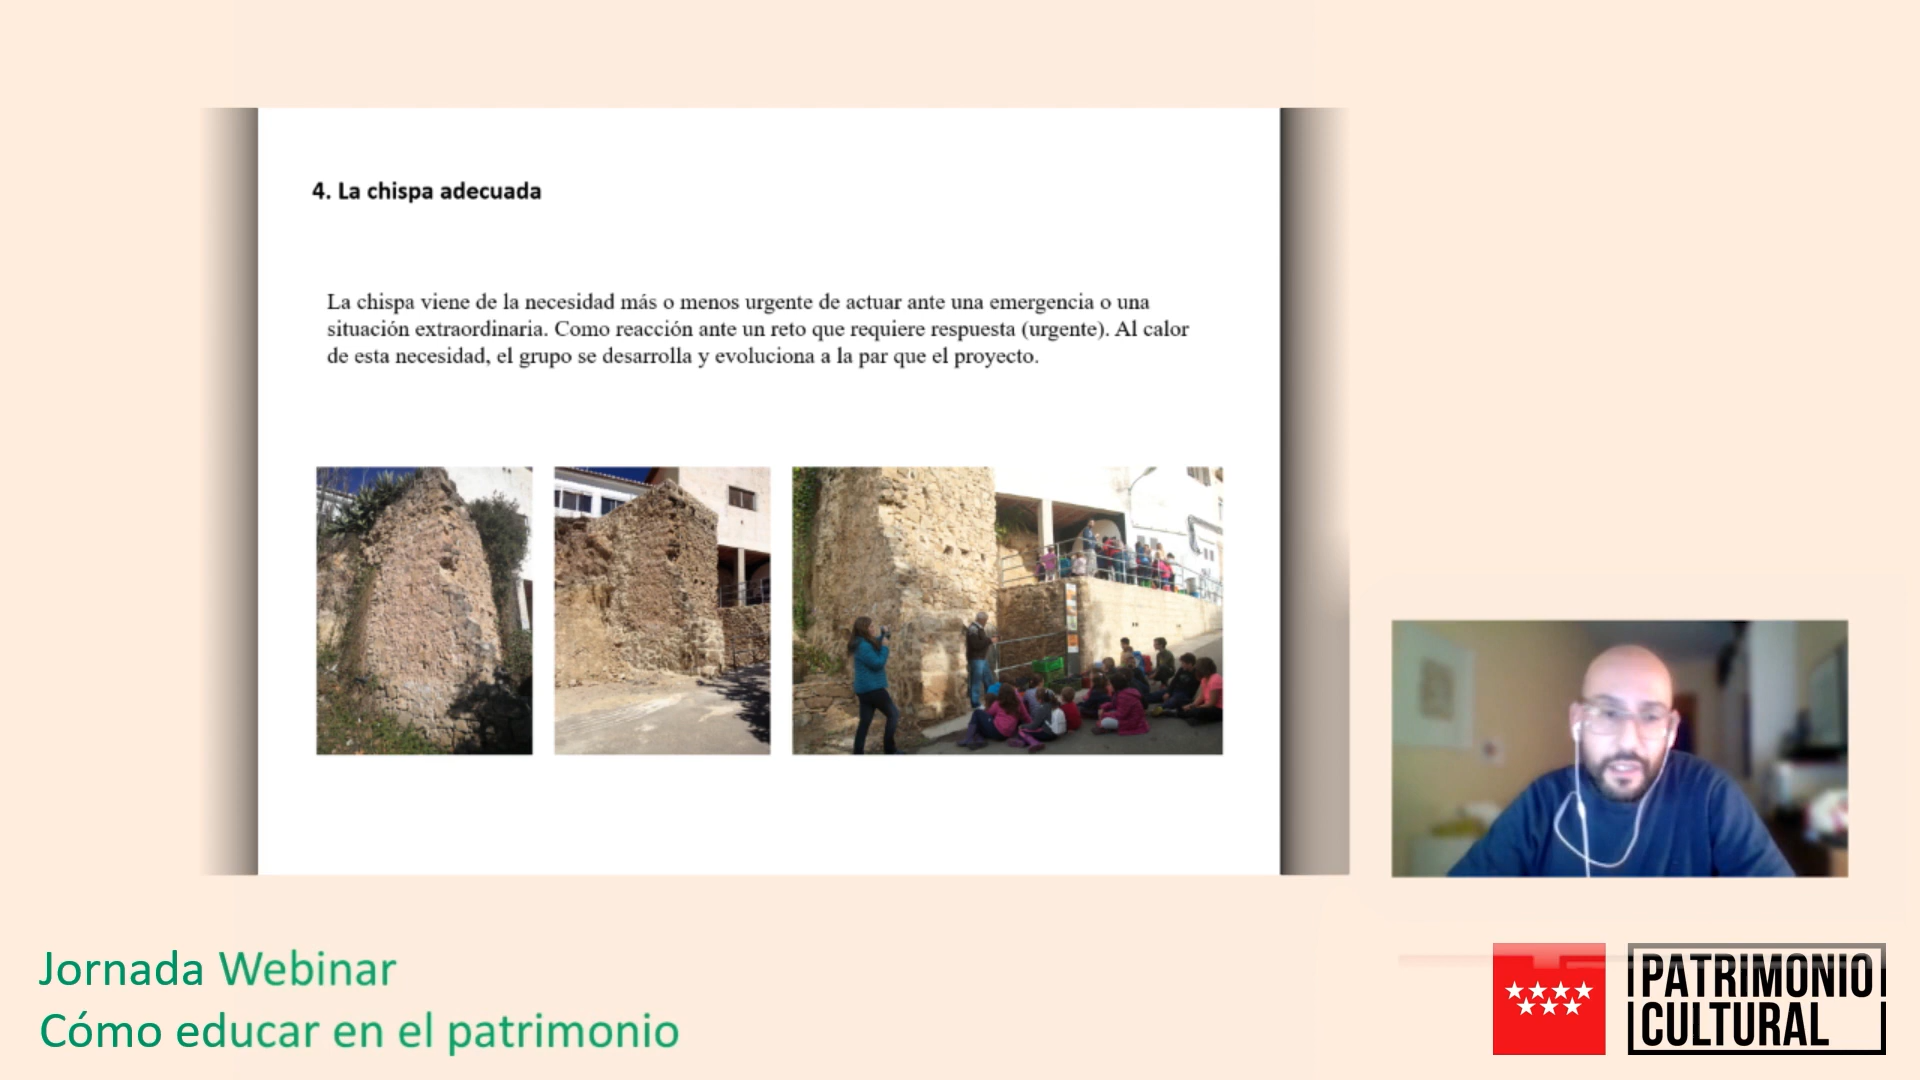 4. La chispa adecuada
La chispa viene de la necesidad más o menos urgente de actuar ante una emergencia o una
situación extraordinaria. Como reacción ante un reto que requiere respuesta (urgente). Al calor
de esta necesidad, el grupo se desarrolla y evoluciona a la par que el proyecto.
Jornada Webinar
Cómo educar en el patrimonio
PATRIMONIO
CULTURAL